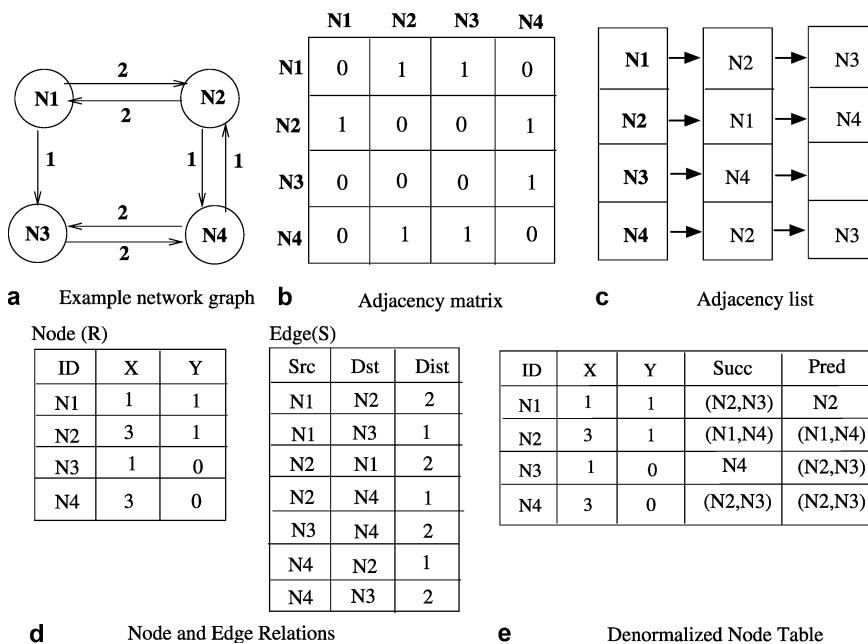 N1 N2 N3 N4
N1 0 1 1 0
N2 1 0 0 1
N3 0 0 0 1
N4 0 1 1 0
N1 2 N2
2
1 1 1
N3 2 N4
2
N1 N2 N3
N2 N1 N4
N3 N4
N4 N2 N3
a Example network graph
b Adjacency matrix
c Adjacency list
Node (R)
ID X Y
N1 1 1
N2 3 1
N3 1 0
N4 3 0
Edge(S)
Src Dst Dist
N1 N2 2
N1 N3 1
N2 N1 2
N2 N4 1
N3 N4 2
N4 N2 1
N4 N3 2
ID X Y Succ Pred
N1 1 1 (N2,N3) N2
N2 3 1 (N1,N4) (N1,N4)
N3 1 0 N4 (N2,N3)
N4 3 0 (N2,N3) (N2,N3)
d Node and Edge Relations
e Denormalized Node Table